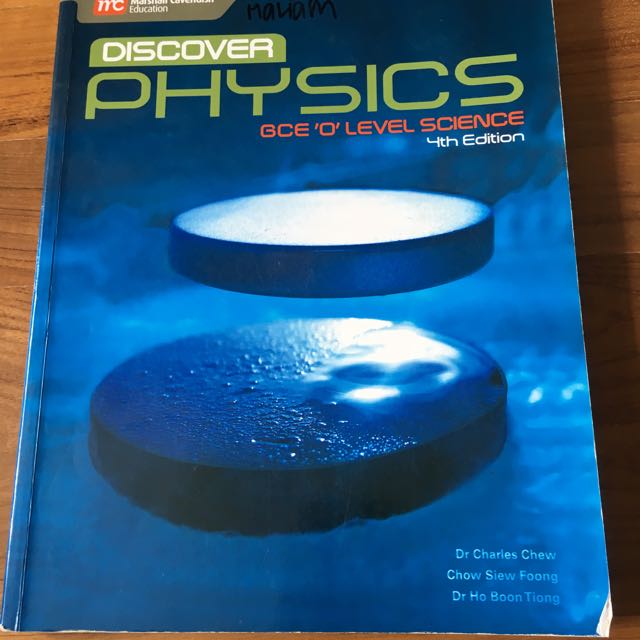 mc Marshall Cavendish
Education
DISCOVER
PHYSICS
GCE 'O' LEVEL SCIENCE
4th Edition
Dr Charles Chew
Chow Siew Foong
Dr Ho Boon Tiong